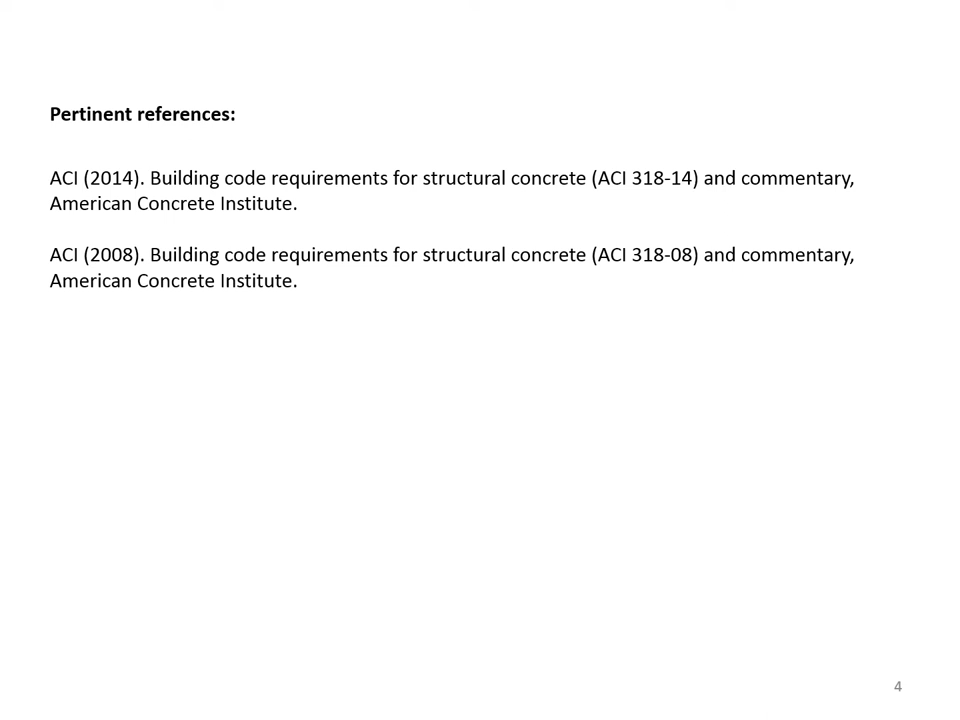 Pertinent references:
ACI (2014). Building code requirements for structural concrete (ACI 318-14) and commentary,
American Concrete Institute.
ACI (2008). Building code requirements for structural concrete (ACI 318-08) and commentary,
American Concrete Institute.
4